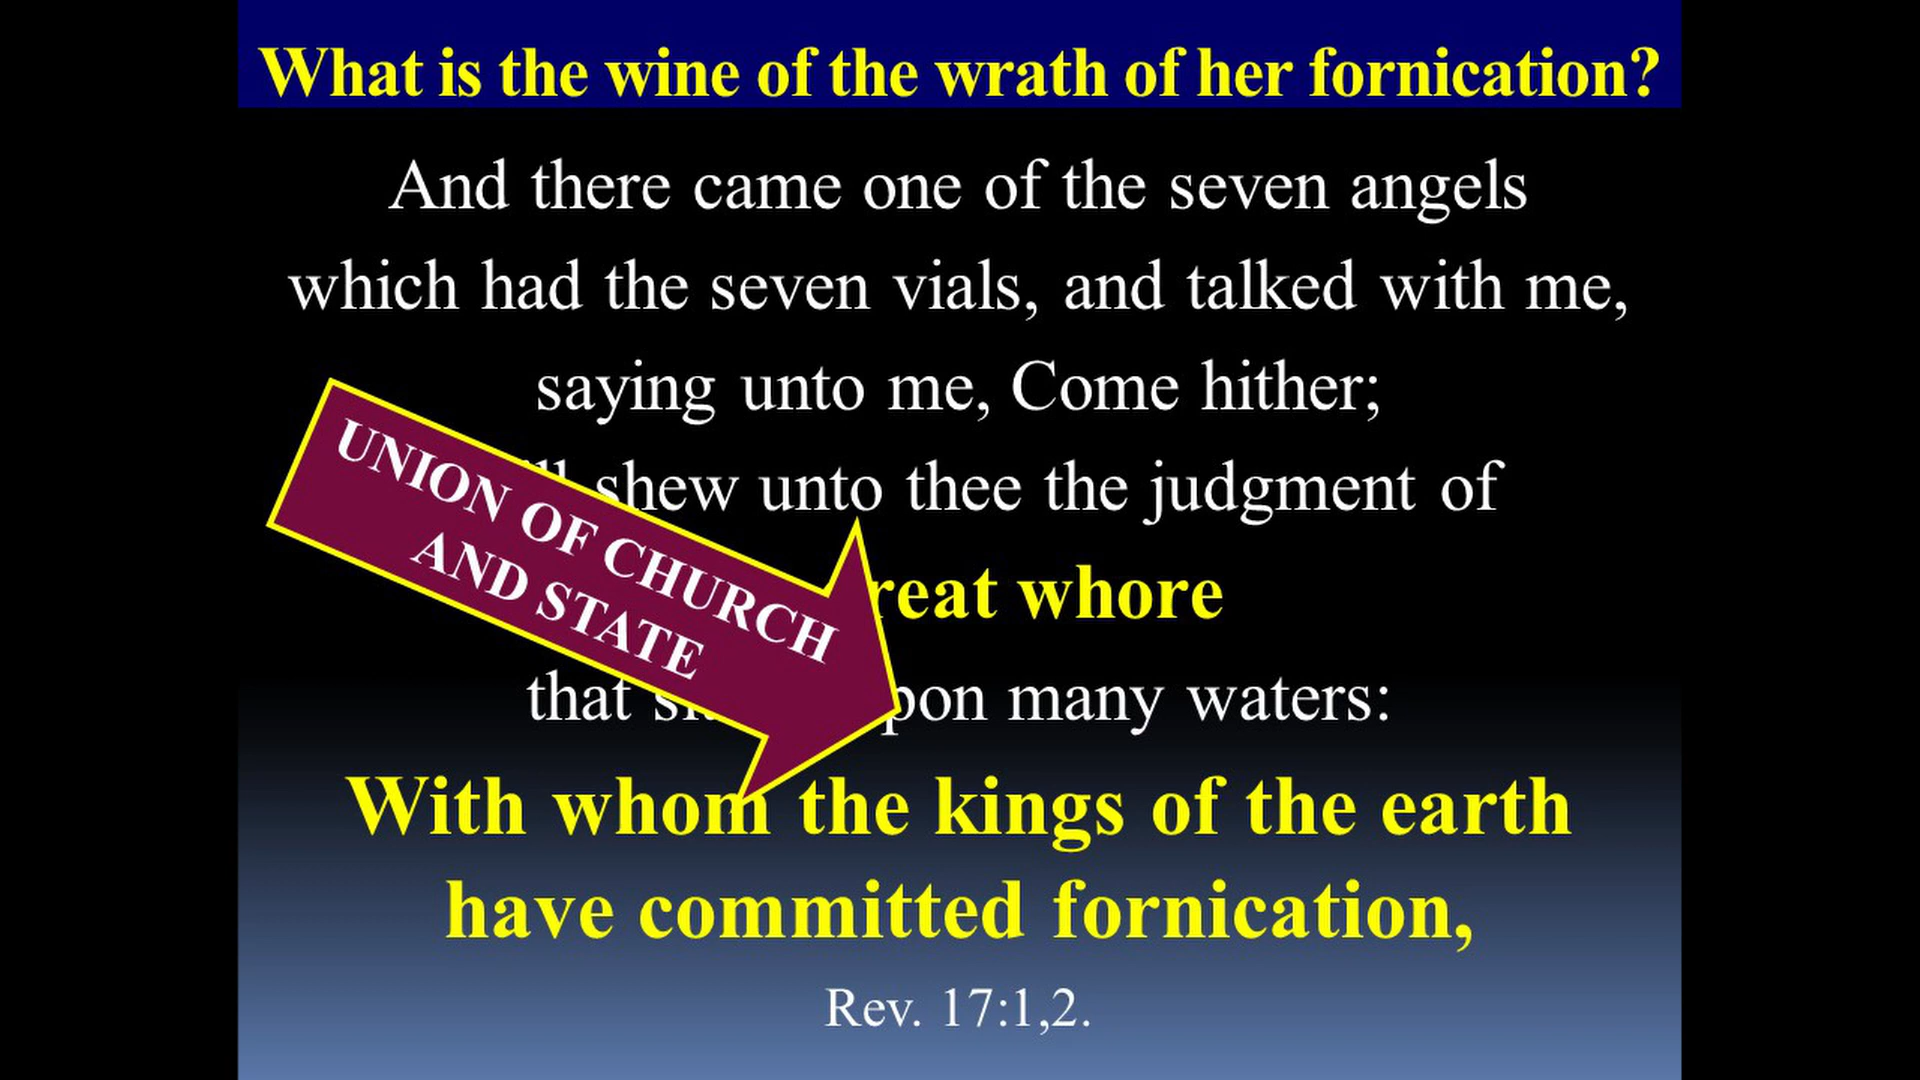 What is the wine of the wrath of her fornication?
And there came one of the seven angels
which had the seven vials, and talked with me,
saying unto me, Come hither;
shew unto thee the judgment of
whore
that upon many waters:
With whom the kings of the earth
have committed fornication,
Rev. 17:1,2.
UNION OF CHURCH
AND STATE